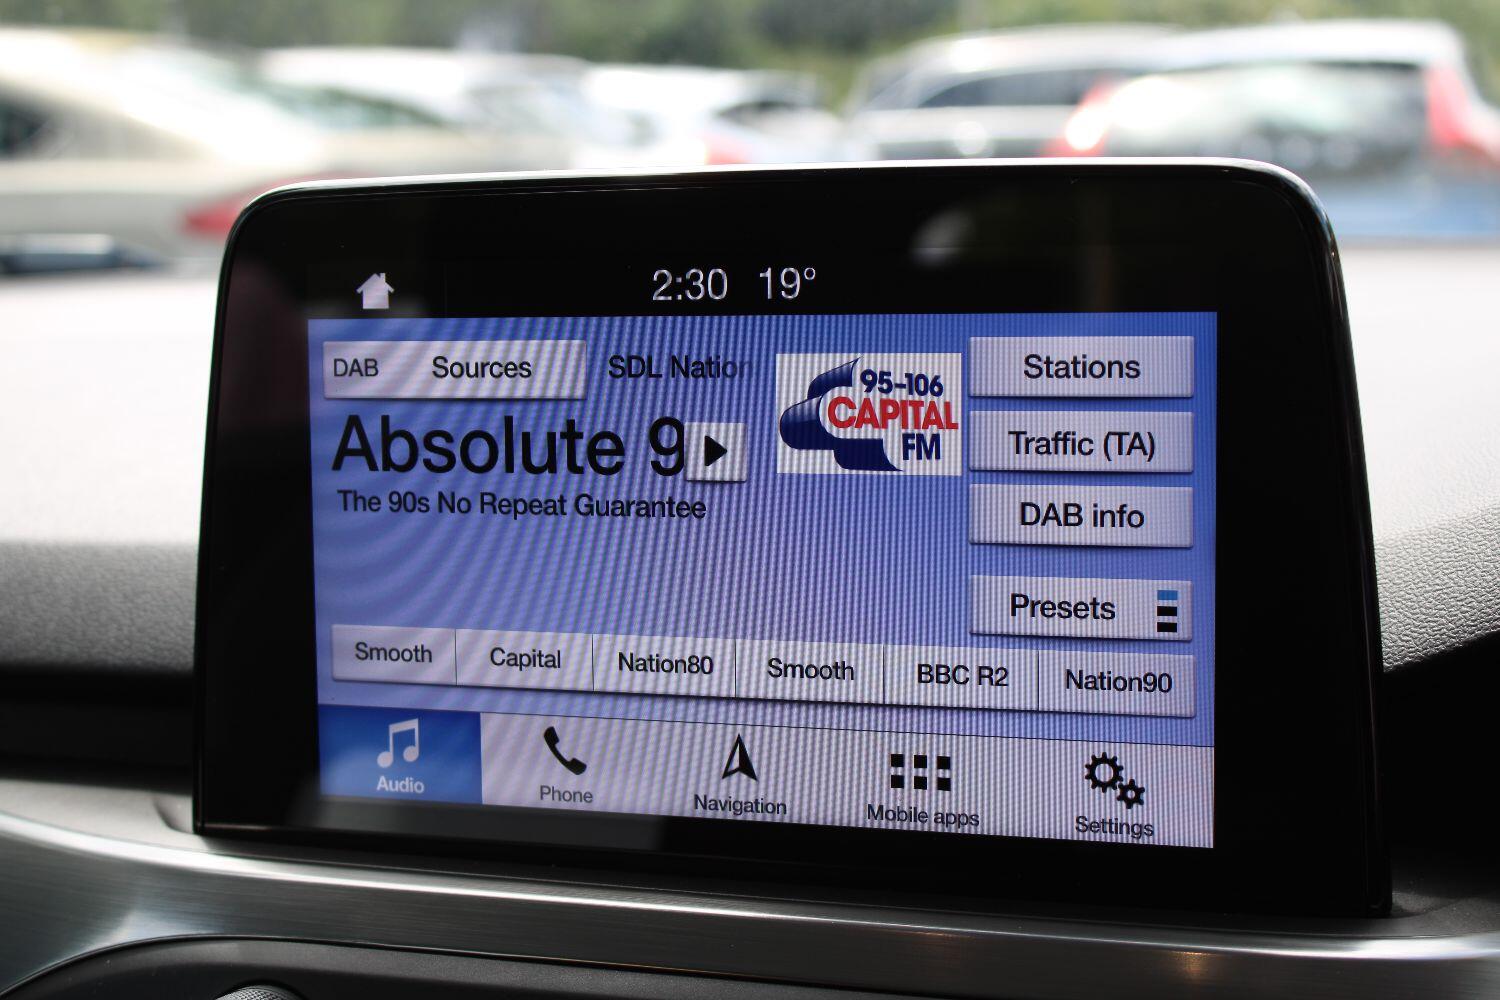 2:30 19°
DAB Sources
SDL Nation
95-106
CAPITAL
FM
Stations
Absolute 9
The 90s No Repeat Guarantee
Traffic (TA)
DAB info
Presets
Smooth Capital Nation80 Smooth BBC R2 Nation90
Audio Phone Navigation Mobile apps Settings